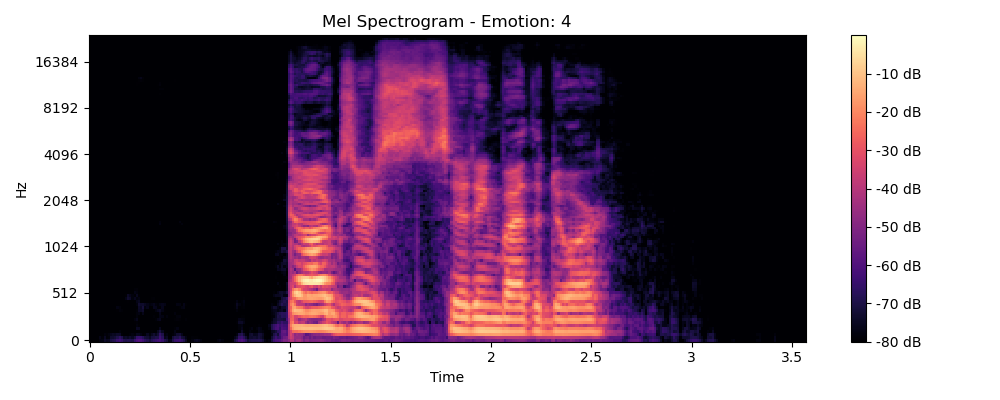 Mel Spectrogram - Emotion: 4
Hz
16384
8192
4096
2048
1024
512
0
0 0.5 1 1.5 2 2.5 3 3.5
Time
-10 dB
-20 dB
-30 dB
-40 dB
-50 dB
-60 dB
-70 dB
-80 dB